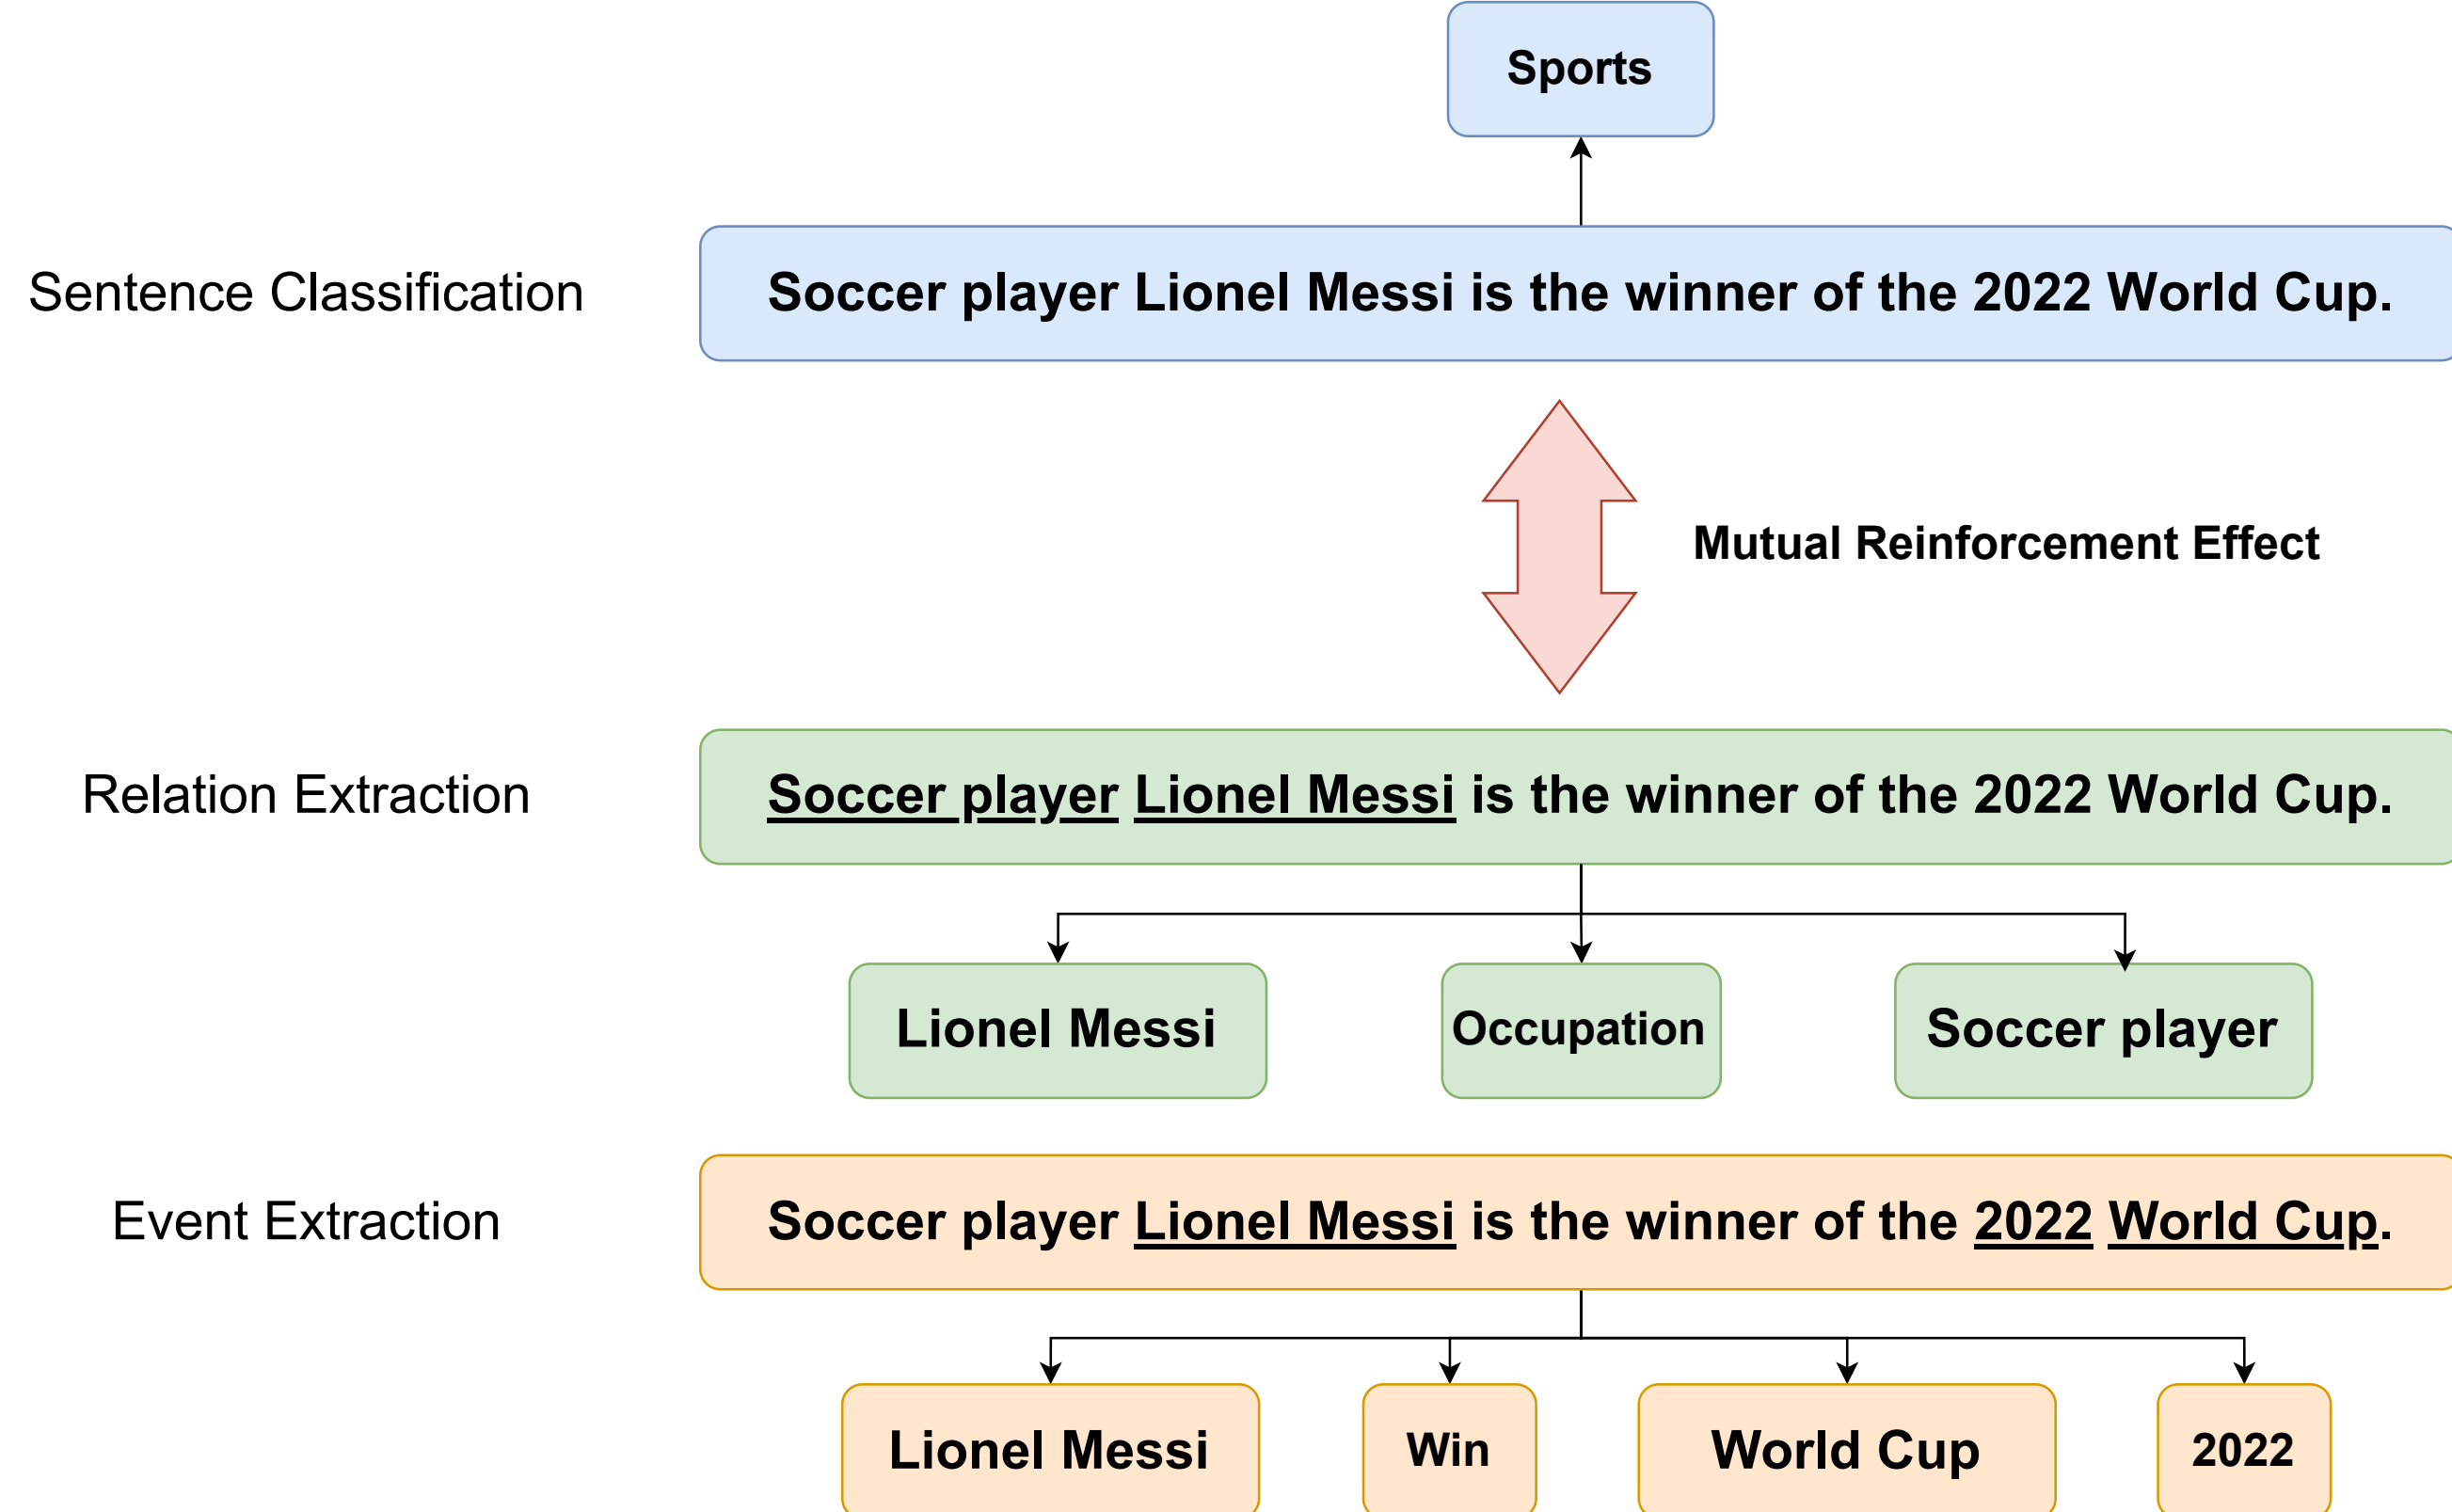 Sports
Sentence Classification
Soccer player Lionel Messi is the winner of the 2022 World Cup.
Mutual Reinforcement Effect
Relation Extraction
Soccer player Lionel Messi is the winner of the 2022 World Cup.
Lionel Messi
Occupation
Soccer player
Event Extraction
Soccer player Lionel Messi is the winner of the 2022 World Cup.
Lionel Messi
Win
World Cup
2022